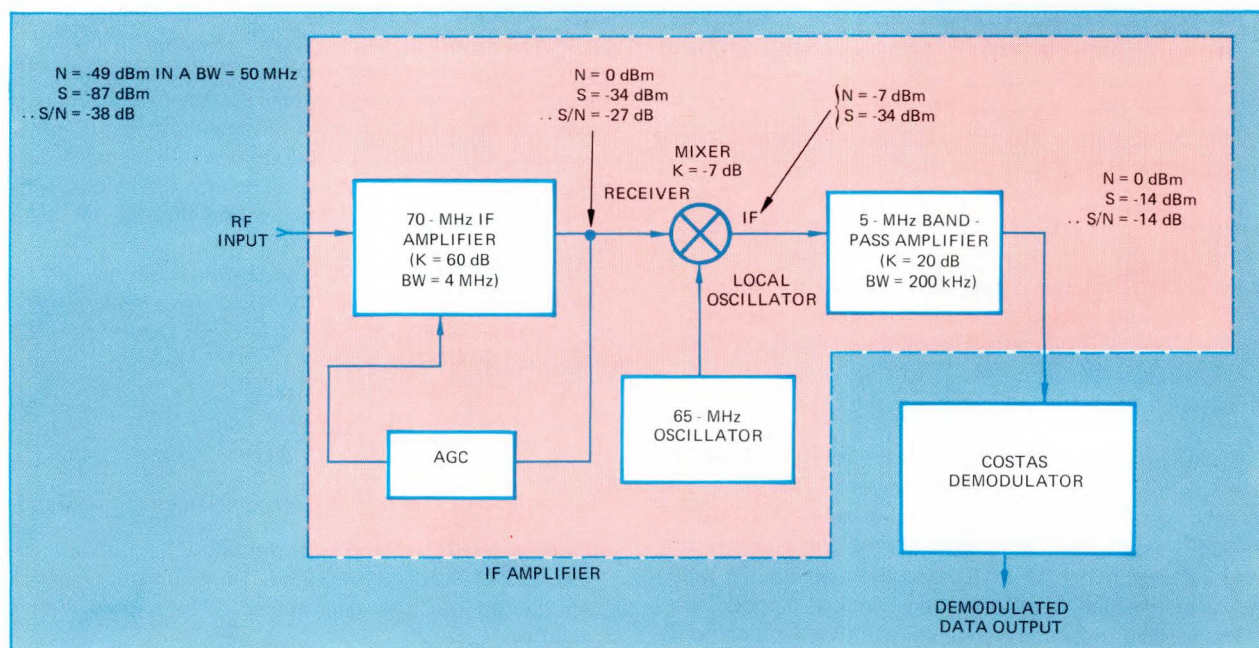 N = -49 dBm IN A BW = 50 MHz
S = -87 dBm
.. S/N = -38 dB
N = 0 dBm
S = -34 dBm
.. S/N = -27 dB
N = -7 dBm
S = -34 dBm
MIXER
K = -7 dB
RECEIVER
IF
N = 0 dBm
S = -14 dBm
.. S/N = -14 dB
RF
INPUT
70 - MHz IF
AMPLIFIER
(K = 60 dB
BW = 4 MHz)
5 - MHz BAND -
PASS AMPLIFIER
(K = 20 dB
BW = 200 kHz)
LOCAL
OSCILLATOR
65 - MHz
OSCILLATOR
AGC
COSTAS
DEMODULATOR
IF AMPLIFIER
DEMODULATED
DATA OUTPUT